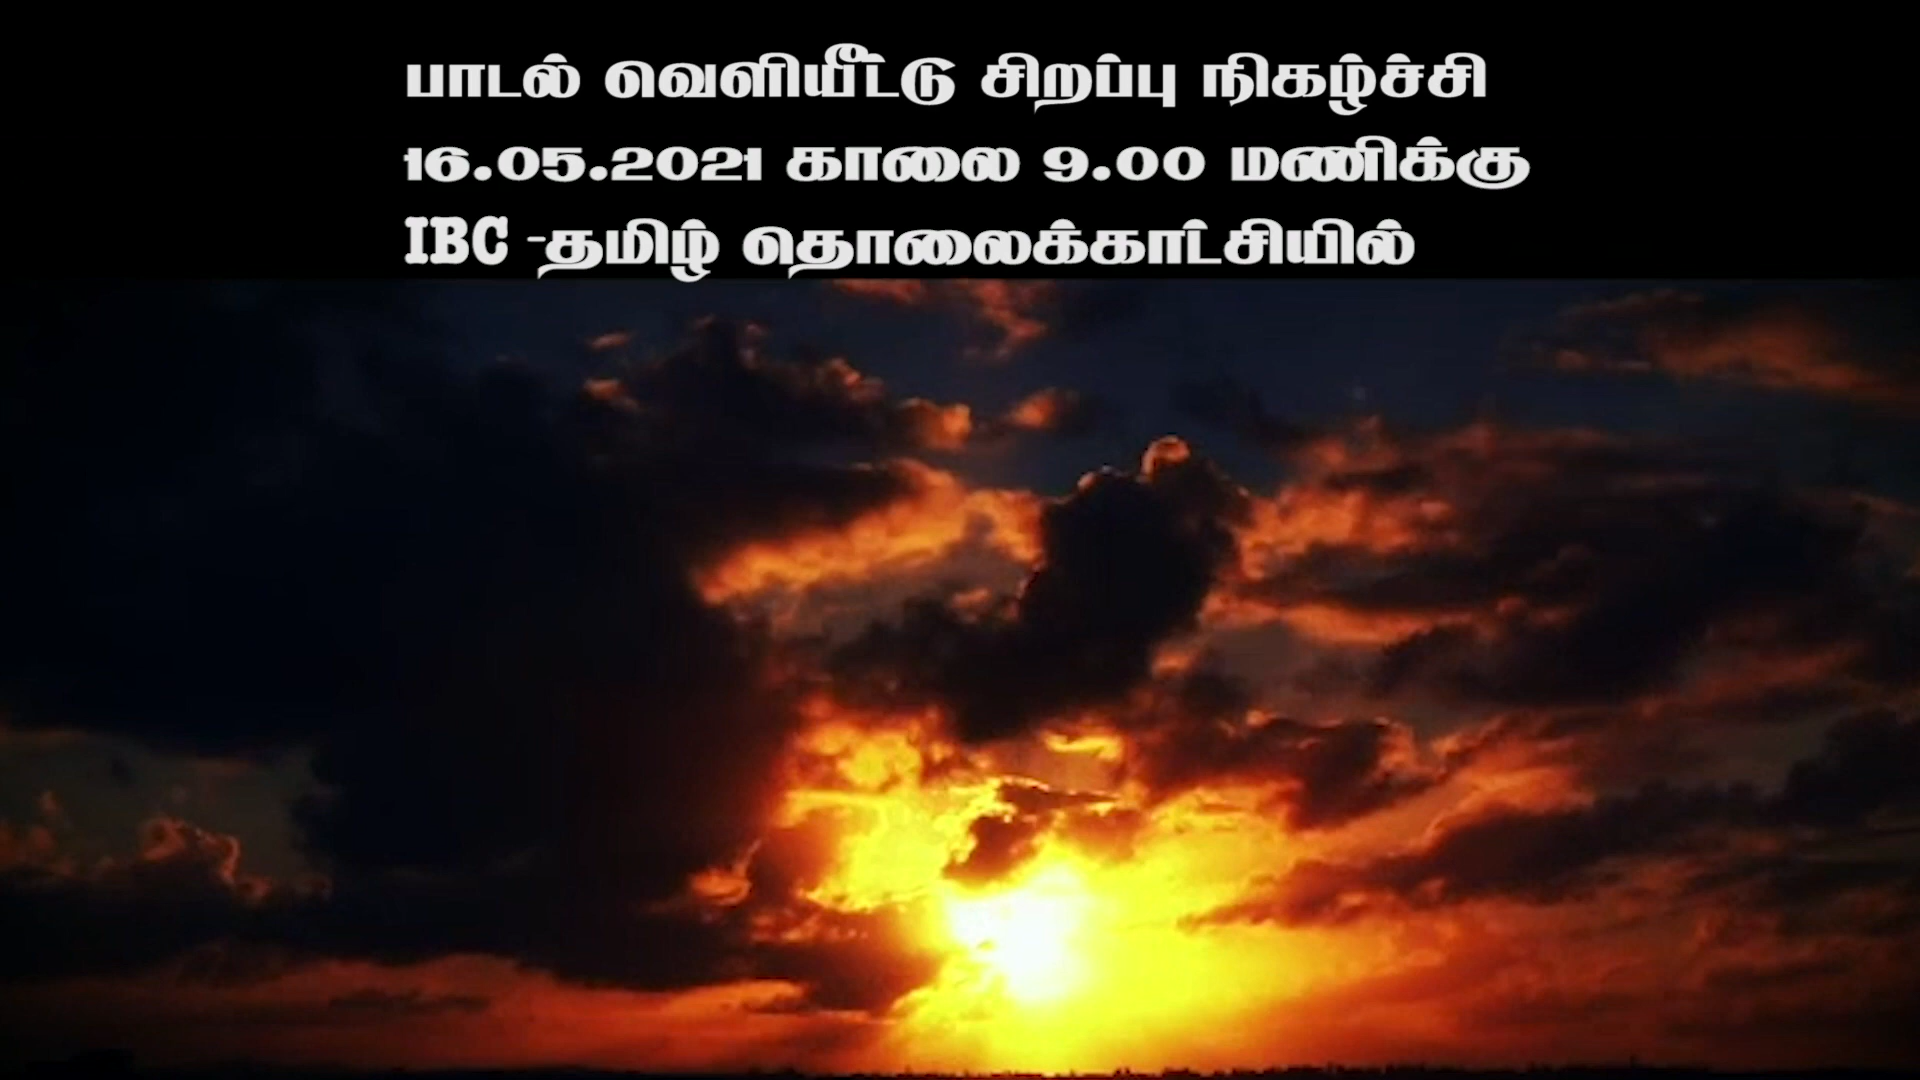 பாடல் வெளியீட்டு சிறப்பு நிகழ்ச்சி
16.05.2021 காலை 9.00 மணிக்கு
IBC -தமிழ் தொலைக்காட்சியில்